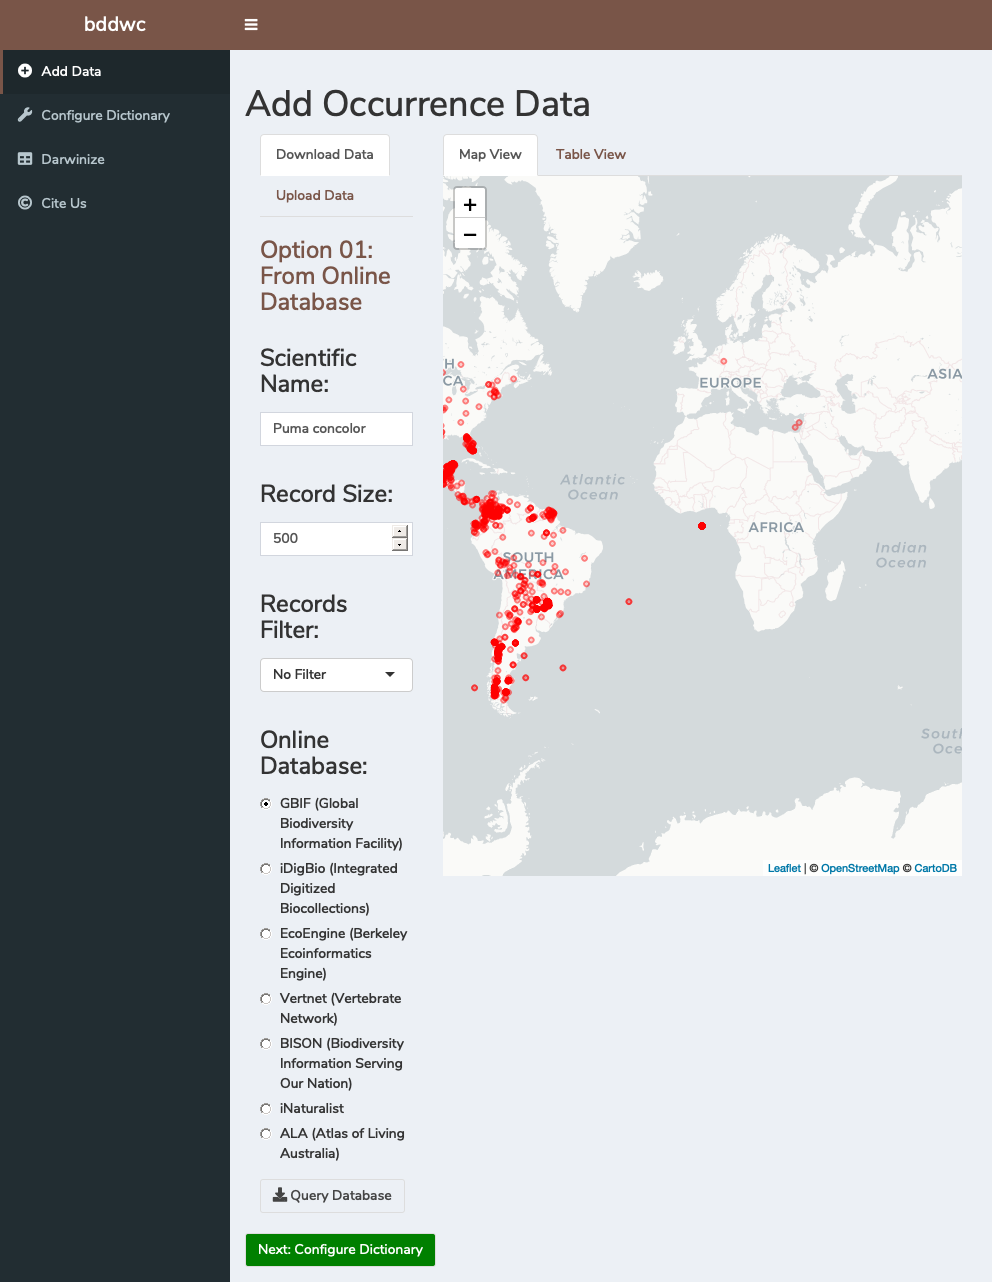 bddwc
Add Data
Configure Dictionary
Darwinize
Cite Us
Add Occurrence Data
Download Data
Upload Data
Option 01:
From Online
Database
Scientific
Name:
Puma concolor
Record Size:
500
Records
Filter:
No Filter
Online
Database:
GBIF (Global
Biodiversity
Information Facility)
iDigBio (Integrated
Digitized
Biocollections)
EcoEngine (Berkeley
Ecoinformatics
Engine)
Vertnet (Vertebrate
Network)
BISON (Biodiversity
Information Serving
Our Nation)
iNaturalist
ALA (Atlas of Living
Australia)
Query Database
Next: Configure Dictionary
Map View
Table View
+
−
H
CA
EUROPE
ASIA
Atlantic
Ocean
AFRICA
SOUTH
AMERICA
Indian
Ocean
South
Oce
Leaflet | © OpenStreetMap © CartoDB